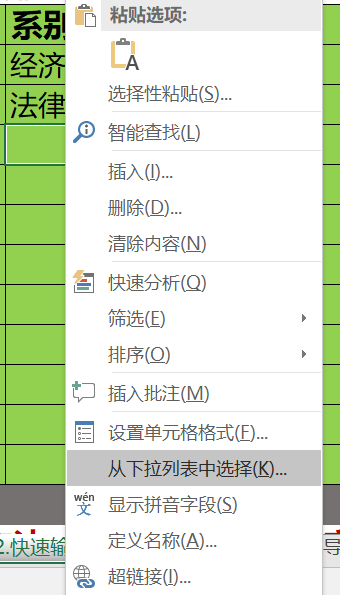 系别
粘贴选项:
经济
A
法律
选择性粘贴(S)...
智能查找(L)
插入(I)...
删除(D)...
清除内容(N)
快速分析(Q)
筛选(E)
排序(O)
插入批注(M)
设置单元格格式(F)...
从下拉列表中选择(K)...
wén
文
显示拼音字段(S)
2.快速输
定义名称(A)...
导
超链接(I)...